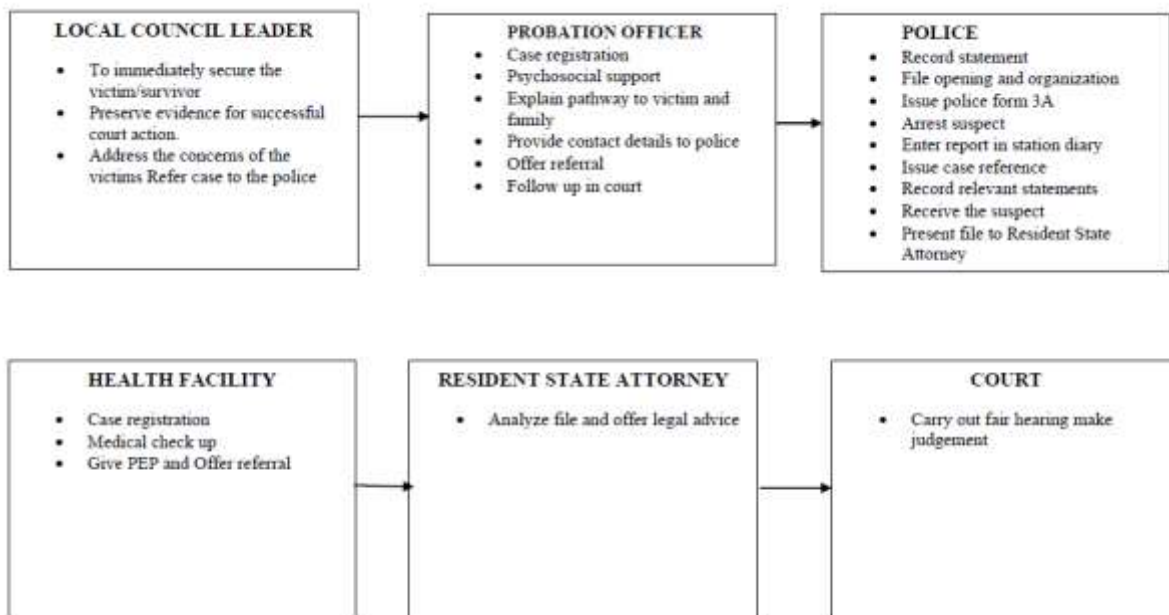 LOCAL COUNCIL LEADER
• To immediately secure the
victim/survivor
• Preserve evidence for successful
court action.
• Address the concerns of the
victims Refer case to the police
PROBATION OFFICER
• Case registration
• Psychosocial support
• Explain pathway to victim and
family
• Provide contact details to police
• Offer referral
• Follow up in court
POLICE
• Record statement
• File opening and organization
• Issue police form 3A
• Arrest suspect
• Enter report in station diary
• Issue case reference
• Record relevant statements
• Receive the suspect
• Present file to Resident State
Attorney
HEALTH FACILITY
• Case registration
• Medical check up
• Give PEP and Offer referral
RESIDENT STATE ATTORNEY
• Analyze file and offer legal advice
COURT
• Carry out fair hearing make
judgement